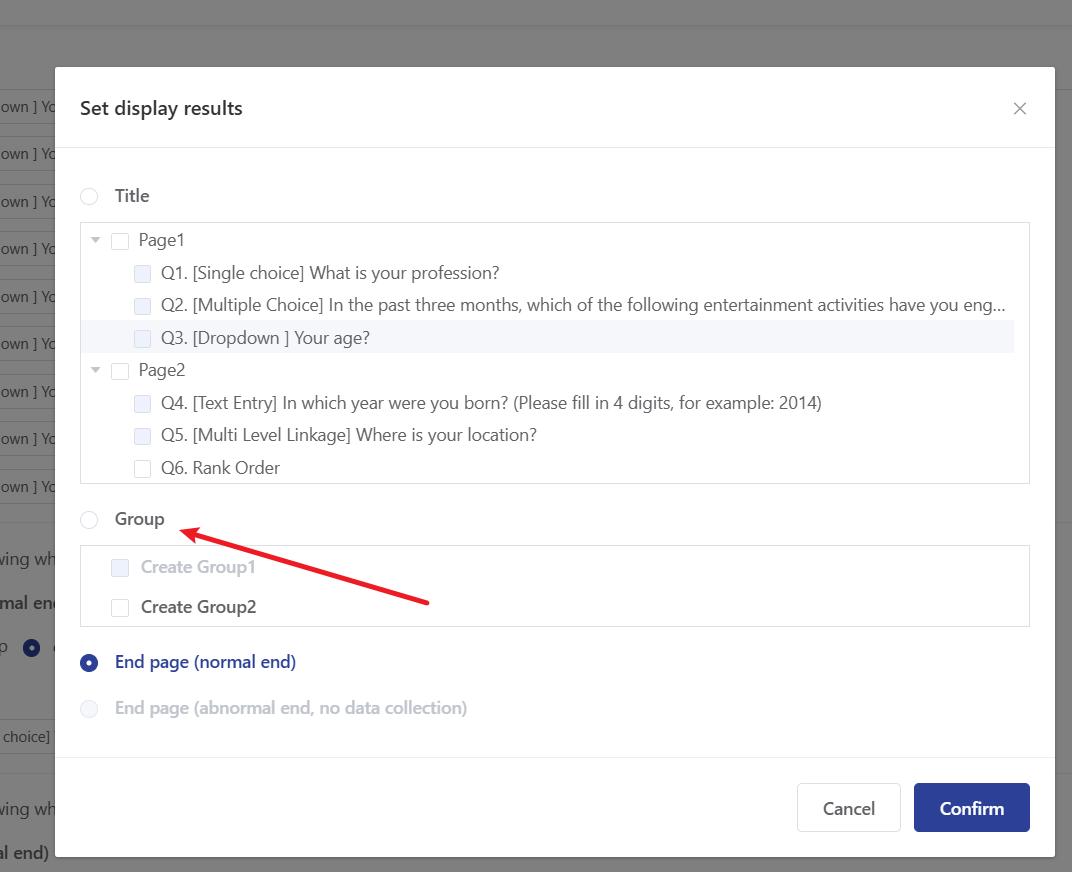 Set display results
own ] Yo
own ] Yo
own ] Yo
own ] Yo
own ] Yo
own ] Yo
own ] Yo
own ] Yo
own ] Yo
Title
Page1
Q1. [Single choice] What is your profession?
Q2. [Multiple Choice] In the past three months, which of the following entertainment activities have you eng...
Q3. [Dropdown ] Your age?
Page2
Q4. [Text Entry] In which year were you born? (Please fill in 4 digits, for example: 2014)
Q5. [Multi Level Linkage] Where is your location?
Q6. Rank Order
Group
Create Group1
Create Group2
End page (normal end)
End page (abnormal end, no data collection)
wing wh
mal end
p
choice]
wing wh
al end)
Cancel
Confirm